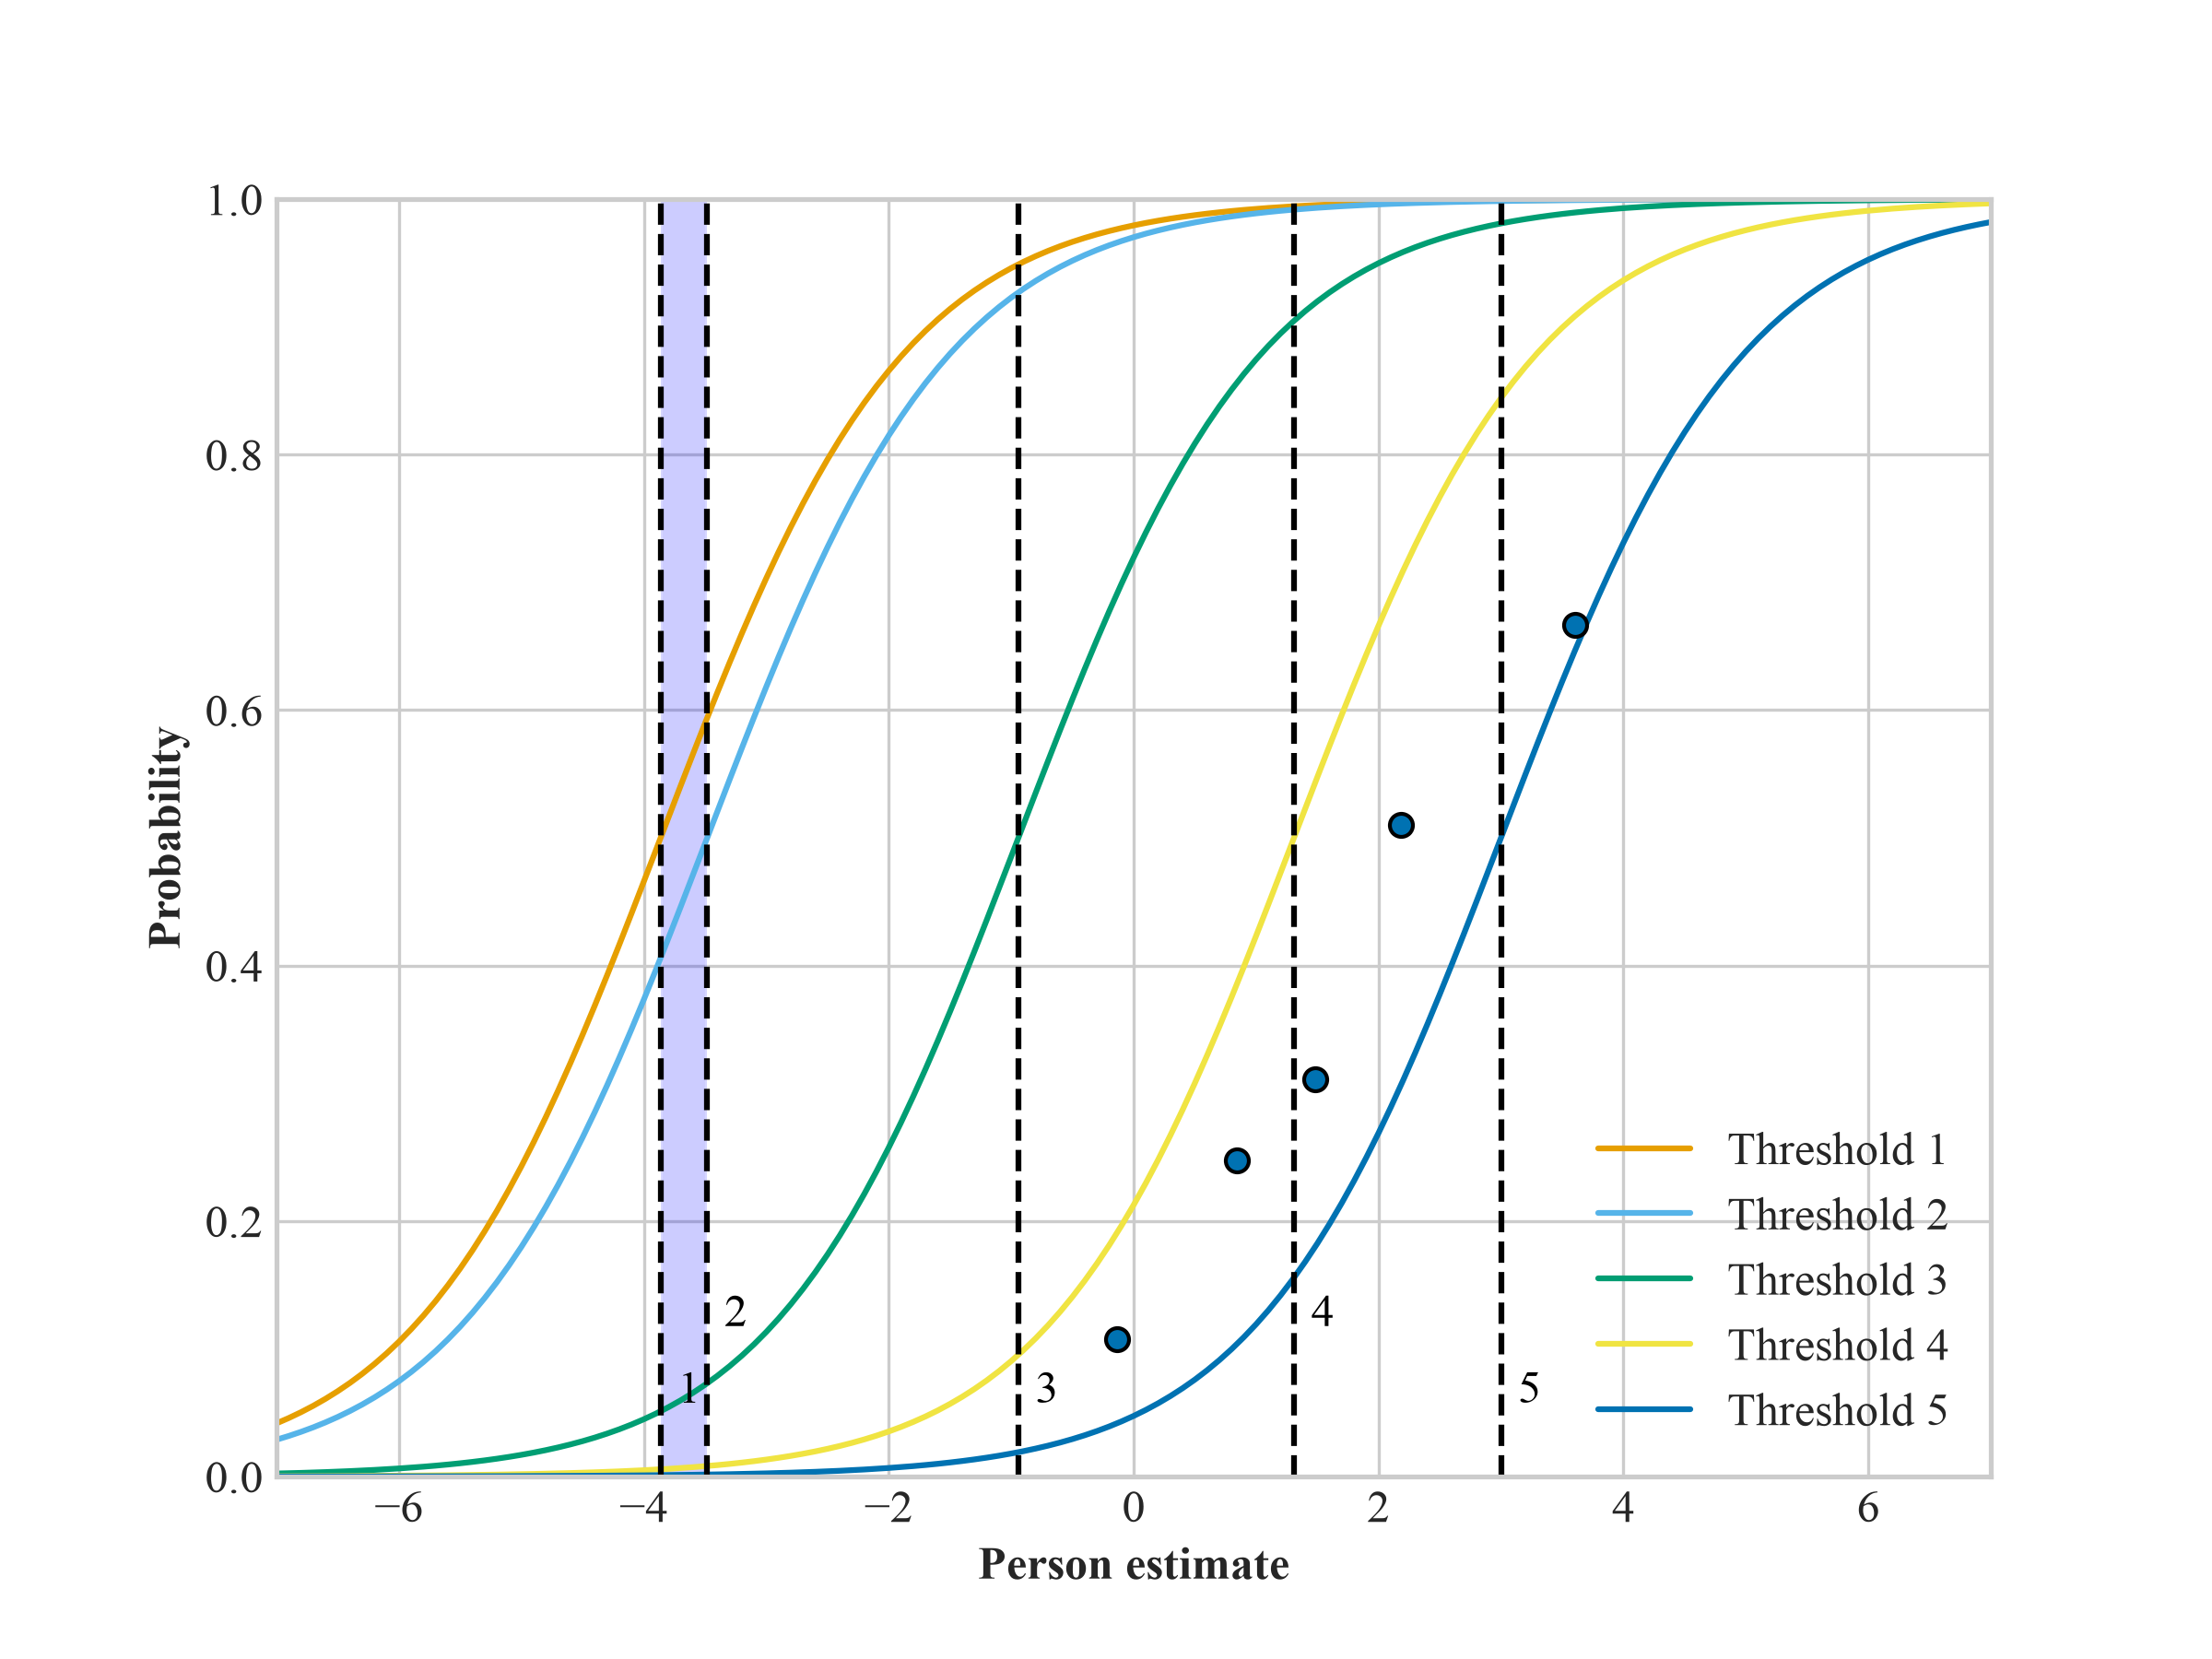 1.0
0.8
0.6
0.4
0.2
0.0
Probability
−6 −4 −2 0 2 4 6
Person estimate
1
2
3
4
5
Threshold 1
Threshold 2
Threshold 3
Threshold 4
Threshold 5